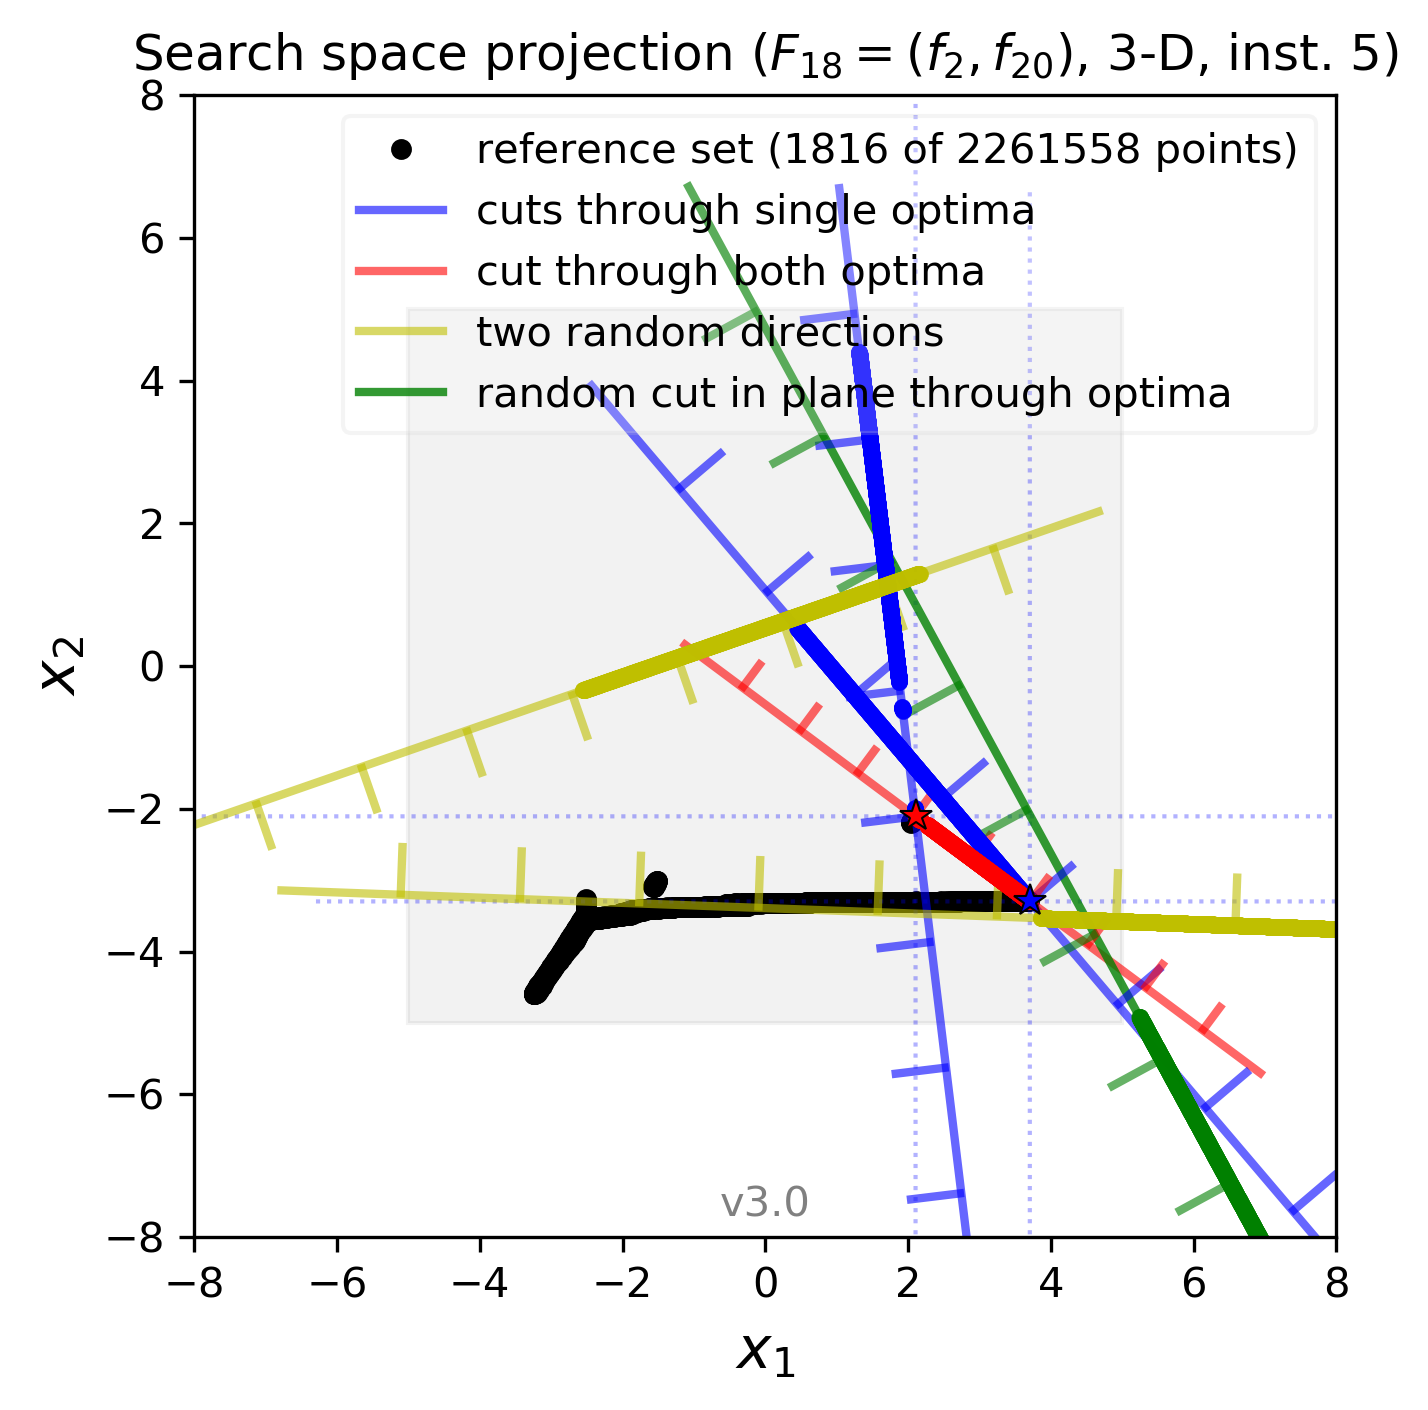 Search space projection (F18 = (f2, f20), 3-D, inst. 5)
reference set (1816 of 2261558 points)
cuts through single optima
cut through both optima
two random directions
random cut in plane through optima
8
6
4
2
0
−2
−4
−6
−8
x2
v3.0
−8 −6 −4 −2 0 2 4 6 8
x1